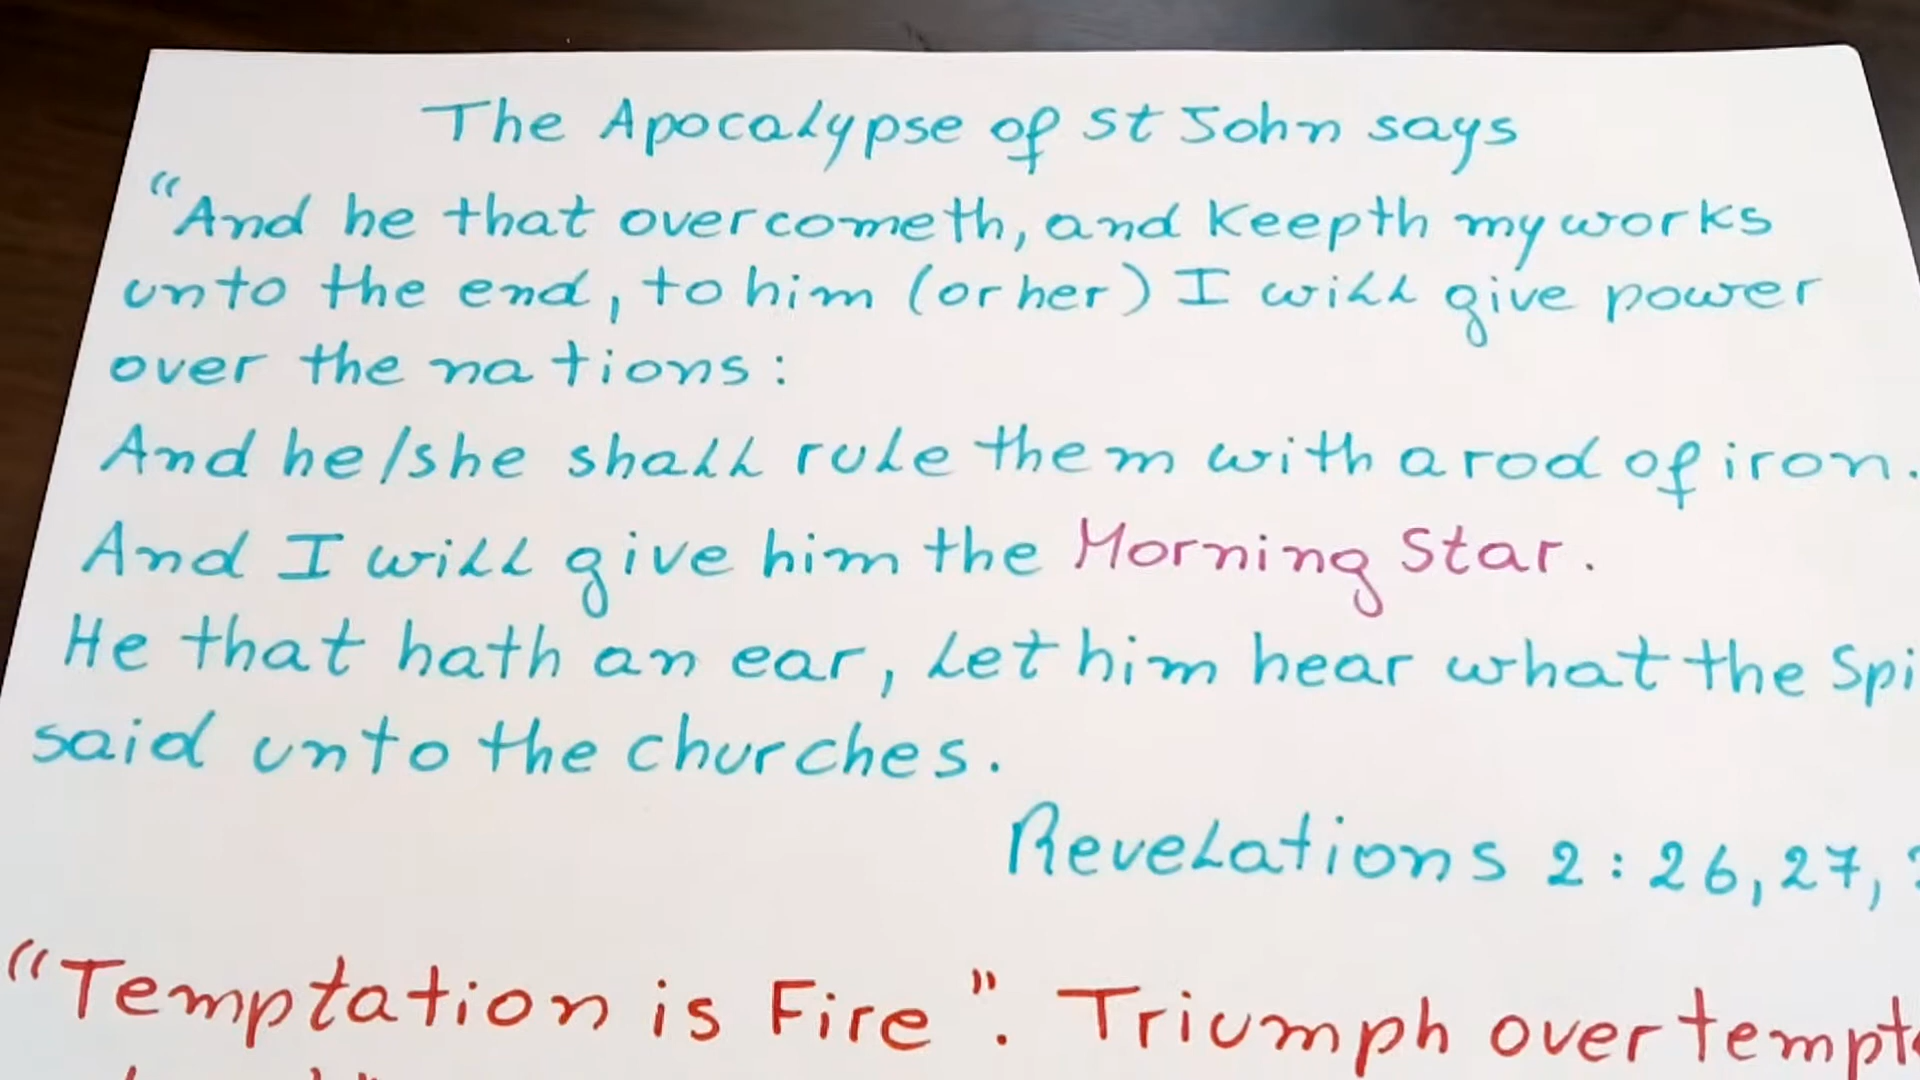 The Apocalypse of St John says
"And he that overcometh, and Keepth my works
unto the end, to him (or her) I will give power
over the nations:
And he/she shall rule them with a rod of iron.
And I will give him the Morning Star.
He that hath an ear, Let him hear what the Spi
said unto the churches.
Revelations 2:26,27,
"Temptation is Fire". Triumph over tempt